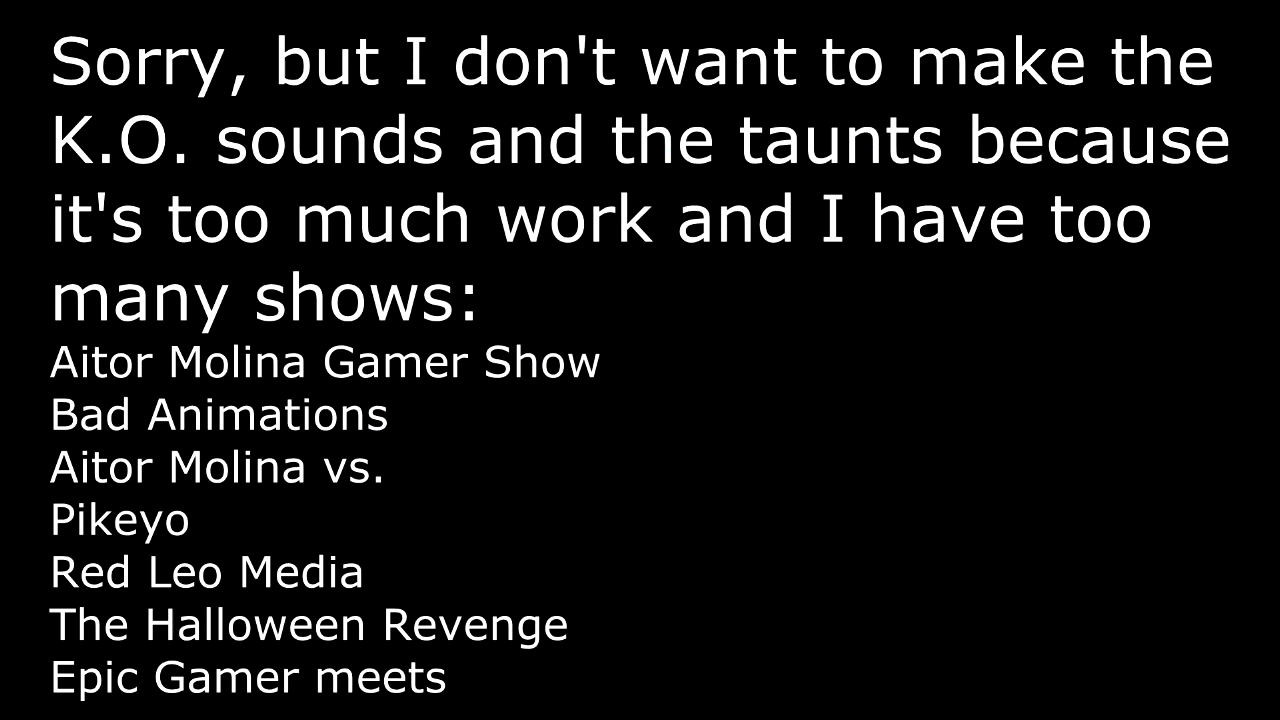 Sorry, but I don't want to make the
K.O. sounds and the taunts because
it's too much work and I have too
many shows:
Aitor Molina Gamer Show
Bad Animations
Aitor Molina vs.
Pikeyo
Red Leo Media
The Halloween Revenge
Epic Gamer meets